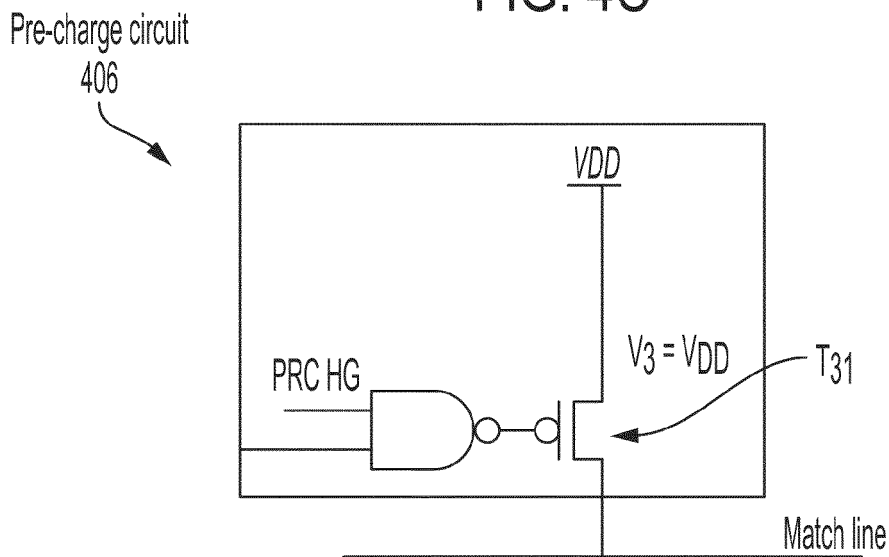 Pre-charge circuit
406
VDD
V3 = VDD
T31
PRC HG
Match line